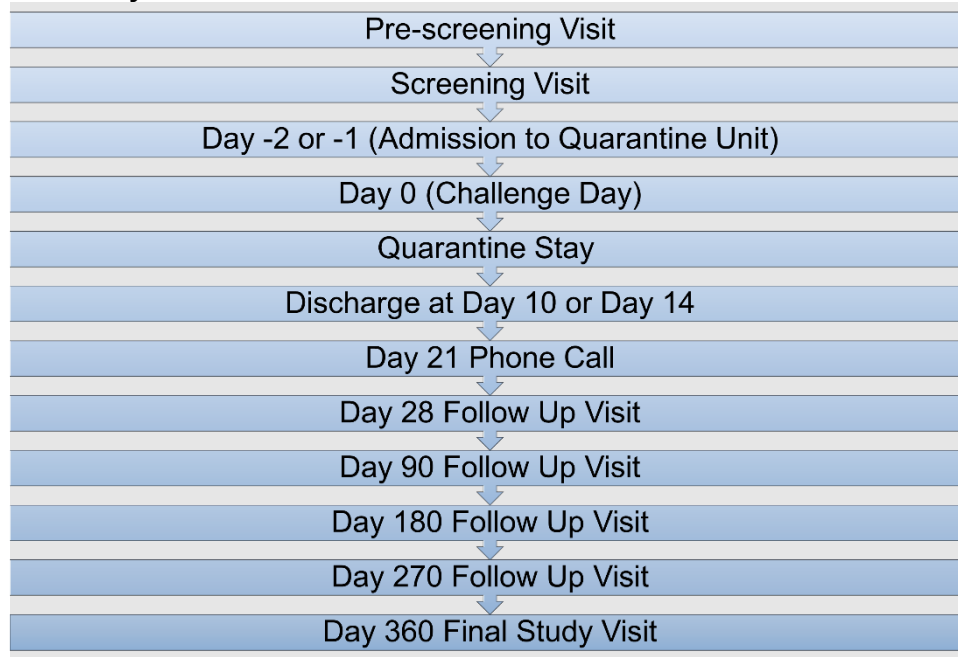 Pre-screening Visit
Screening Visit
Day -2 or -1 (Admission to Quarantine Unit)
Day 0 (Challenge Day)
Quarantine Stay
Discharge at Day 10 or Day 14
Day 21 Phone Call
Day 28 Follow Up Visit
Day 90 Follow Up Visit
Day 180 Follow Up Visit
Day 270 Follow Up Visit
Day 360 Final Study Visit